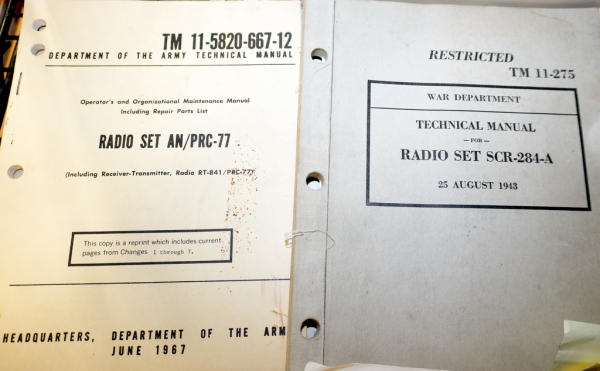 TM 11-5820-667-12
DEPARTMENT OF THE ARMY TECHNICAL MANUAL
Operator's and Organizational Maintenance Manual
Including Repair Parts List
RADIO SET AN/PRC-77
(Including Receiver-Transmitter, Radio RT-841/PRC-77)
This copy is a reprint which includes current
pages from Changes 1 through 7.
HEADQUARTERS, DEPARTMENT OF THE ARM
JUNE 1967
RESTRICTED
TM 11-275
WAR DEPARTMENT
TECHNICAL MANUAL
FOR
RADIO SET SCR-284-A
25 AUGUST 1943